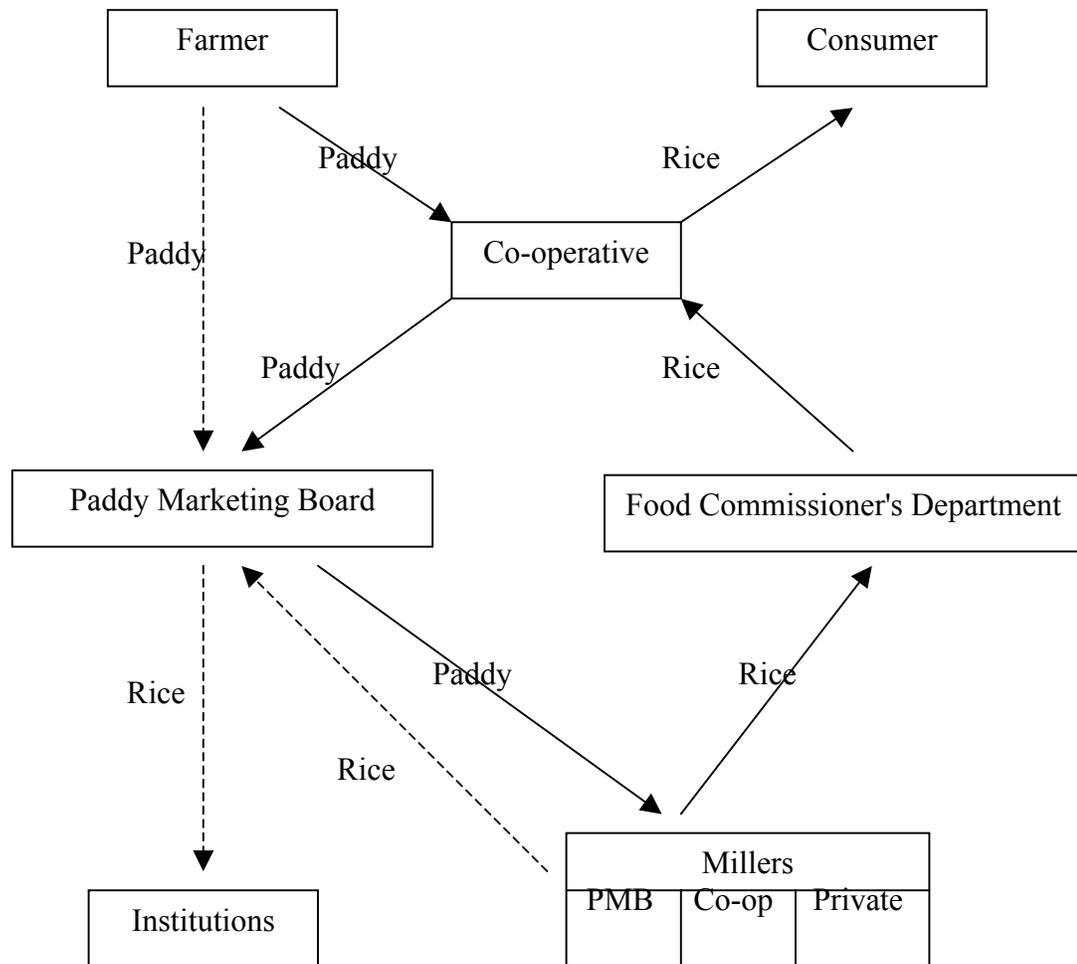 Farmer
Consumer
Paddy
Rice
Paddy
Co-operative
Paddy
Rice
Paddy Marketing Board
Food Commissioner's Department
Rice
Paddy
Rice
Rice
Millers
PMB
Co-op
Private
Institutions